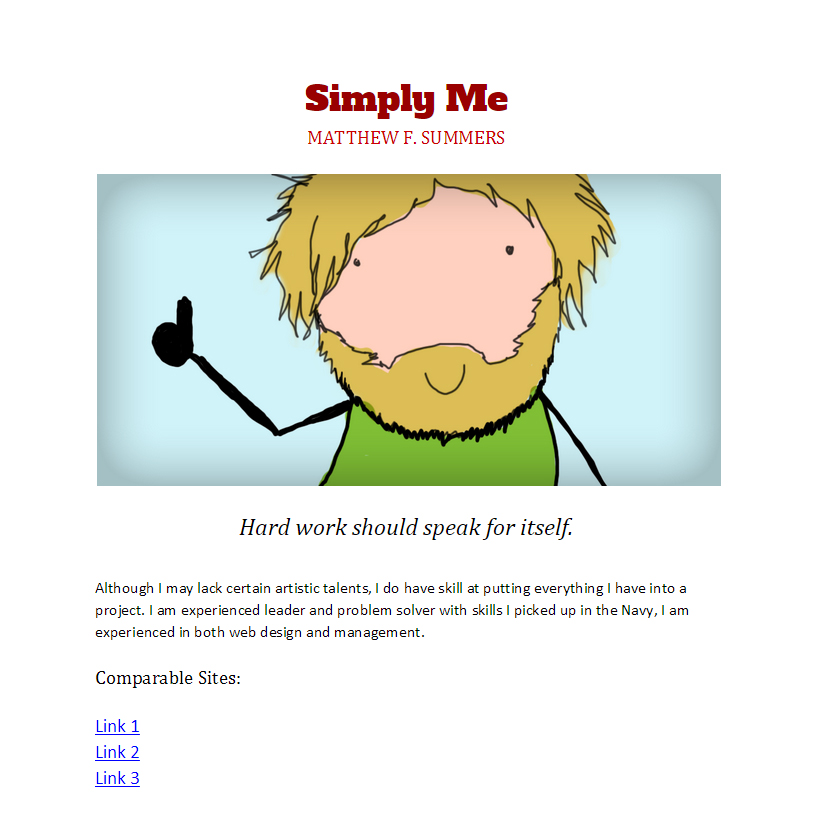 Simply Me
MATTHEW F. SUMMERS
Hard work should speak for itself.
Although I may lack certain artistic talents, I do have skill at putting everything I have into a
project. I am experienced leader and problem solver with skills I picked up in the Navy, I am
experienced in both web design and management.
Comparable Sites:
Link 1
Link 2
Link 3